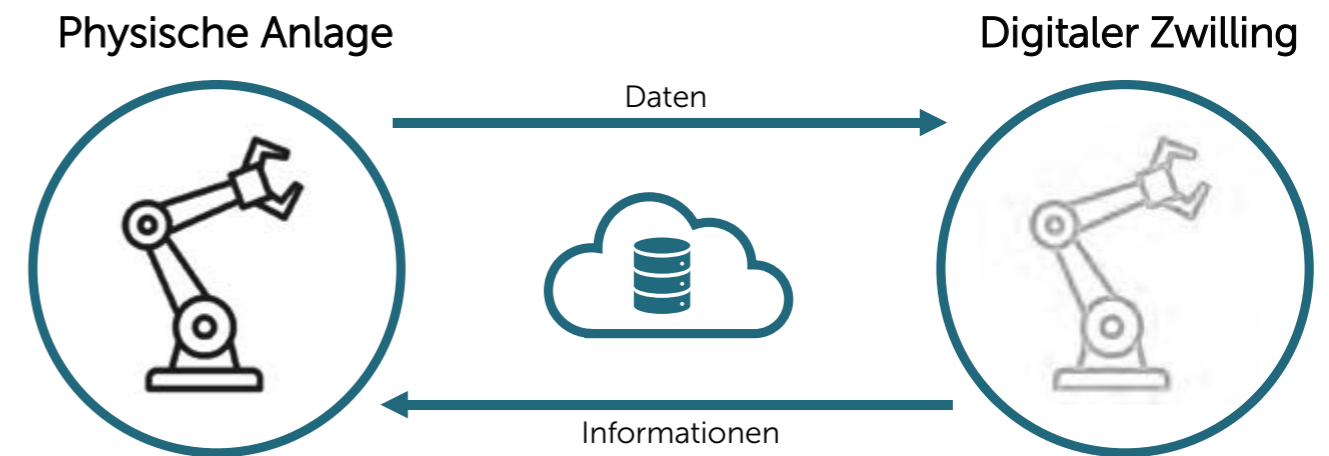 Physische Anlage
Digitaler Zwilling
Daten
Informationen